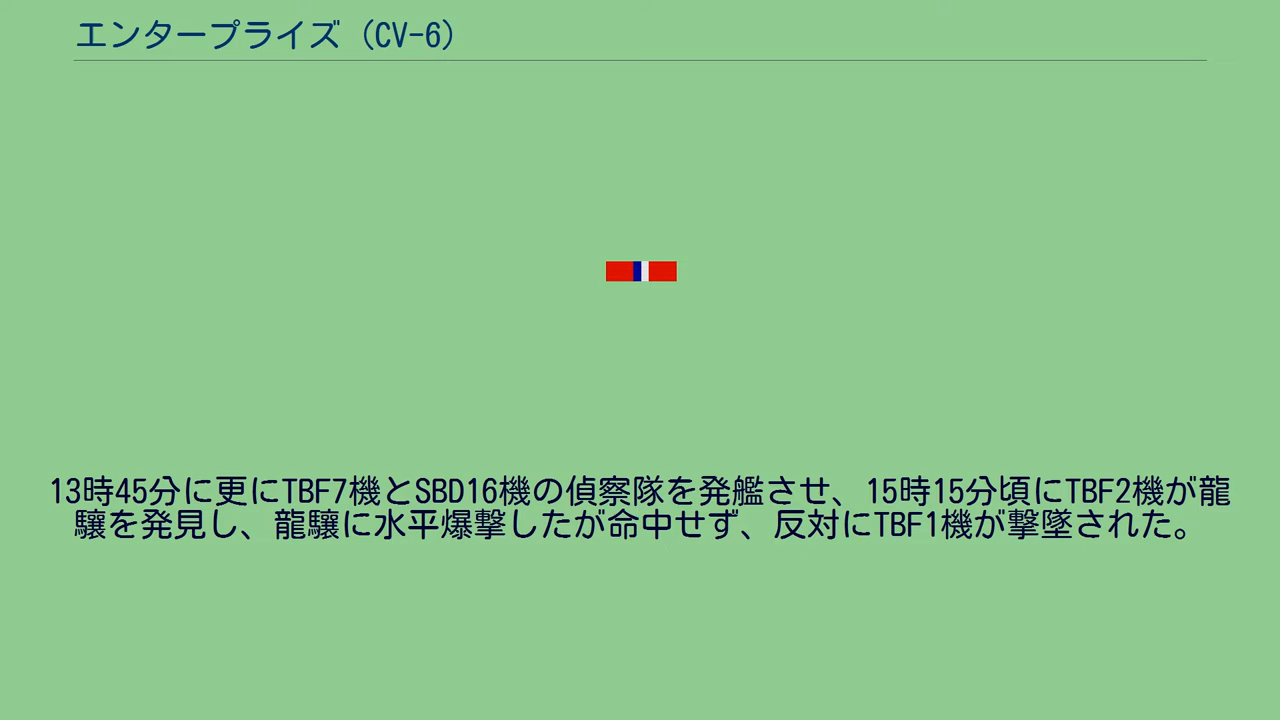 エンタープライズ（CV-6）
13時45分に更にTBF7機とSBD16機の偵察隊を発艦させ、15時15分頃にTBF2機が龍
驤を発見し、龍驤に水平爆撃したが命中せず、反対にTBF1機が撃墜された。